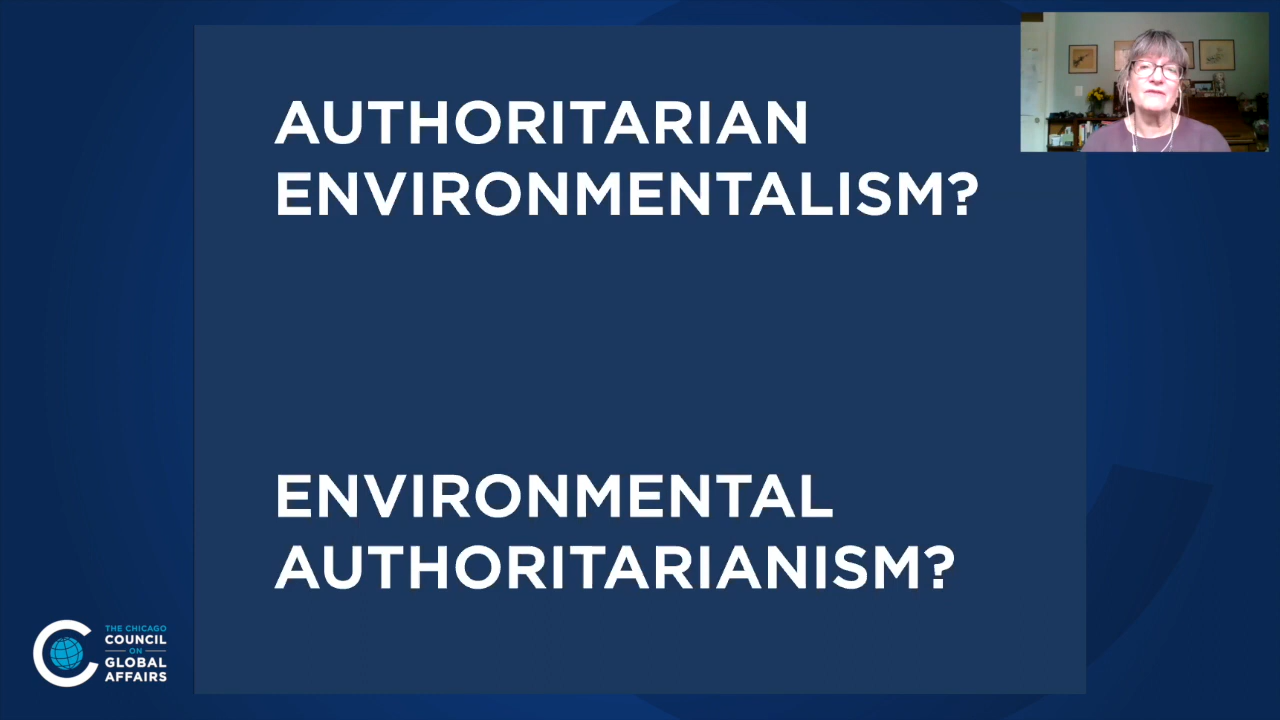 AUTHORITARIAN
ENVIRONMENTALISM?
ENVIRONMENTAL
AUTHORITARIANISM?
THE CHICAGO
COUNCIL
ON
GLOBAL
AFFAIRS